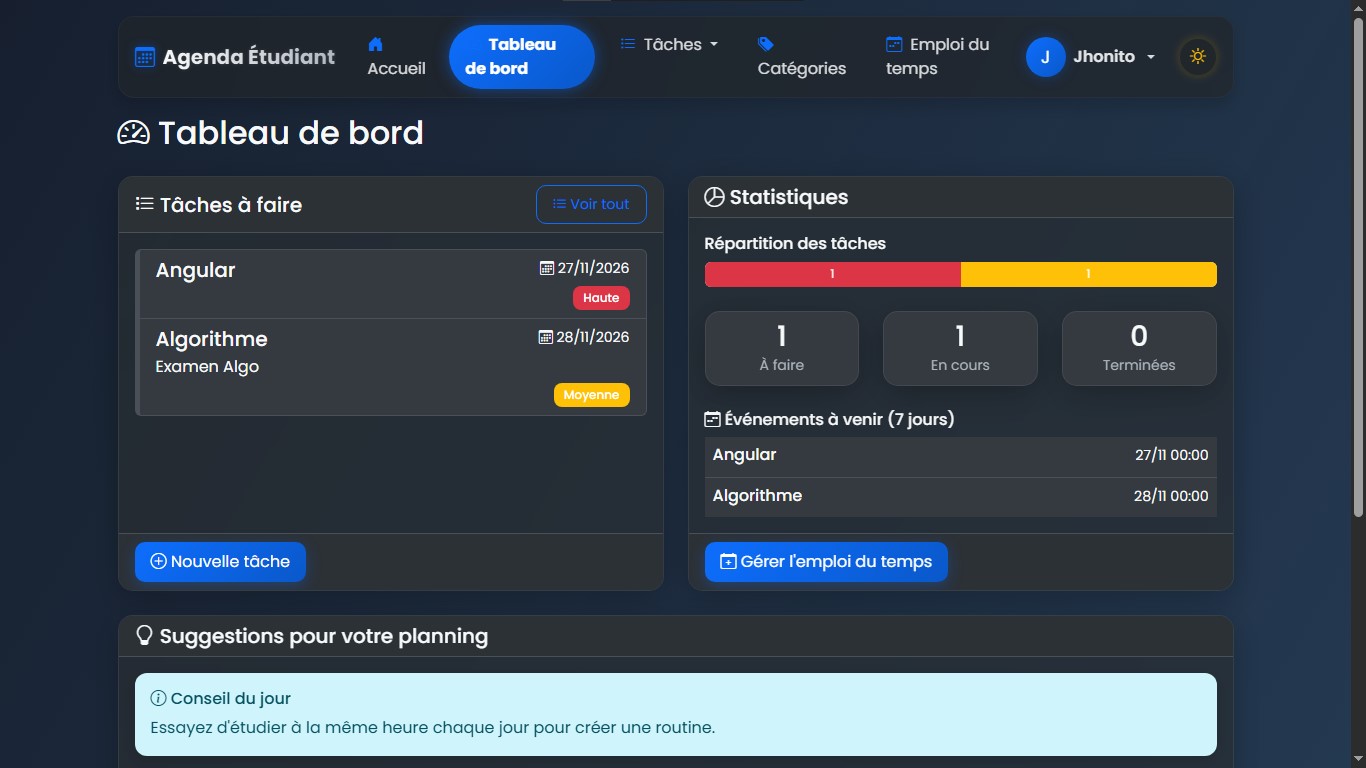 Agenda Étudiant
Accueil
Tableau
de bord
Tâches
Catégories
Emploi du
temps
J
Jhonito
Tableau de bord
Tâches à faire
Voir tout
Angular
27/11/2026
Haute
Algorithme
28/11/2026
Examen Algo
Moyenne
Nouvelle tâche
Statistiques
Répartition des tâches
1 1
1 1 0
À faire En cours Terminées
Événements à venir (7 jours)
Angular 27/11 00:00
Algorithme 28/11 00:00
Gérer l'emploi du temps
Suggestions pour votre planning
Conseil du jour
Essayez d'étudier à la même heure chaque jour pour créer une routine.